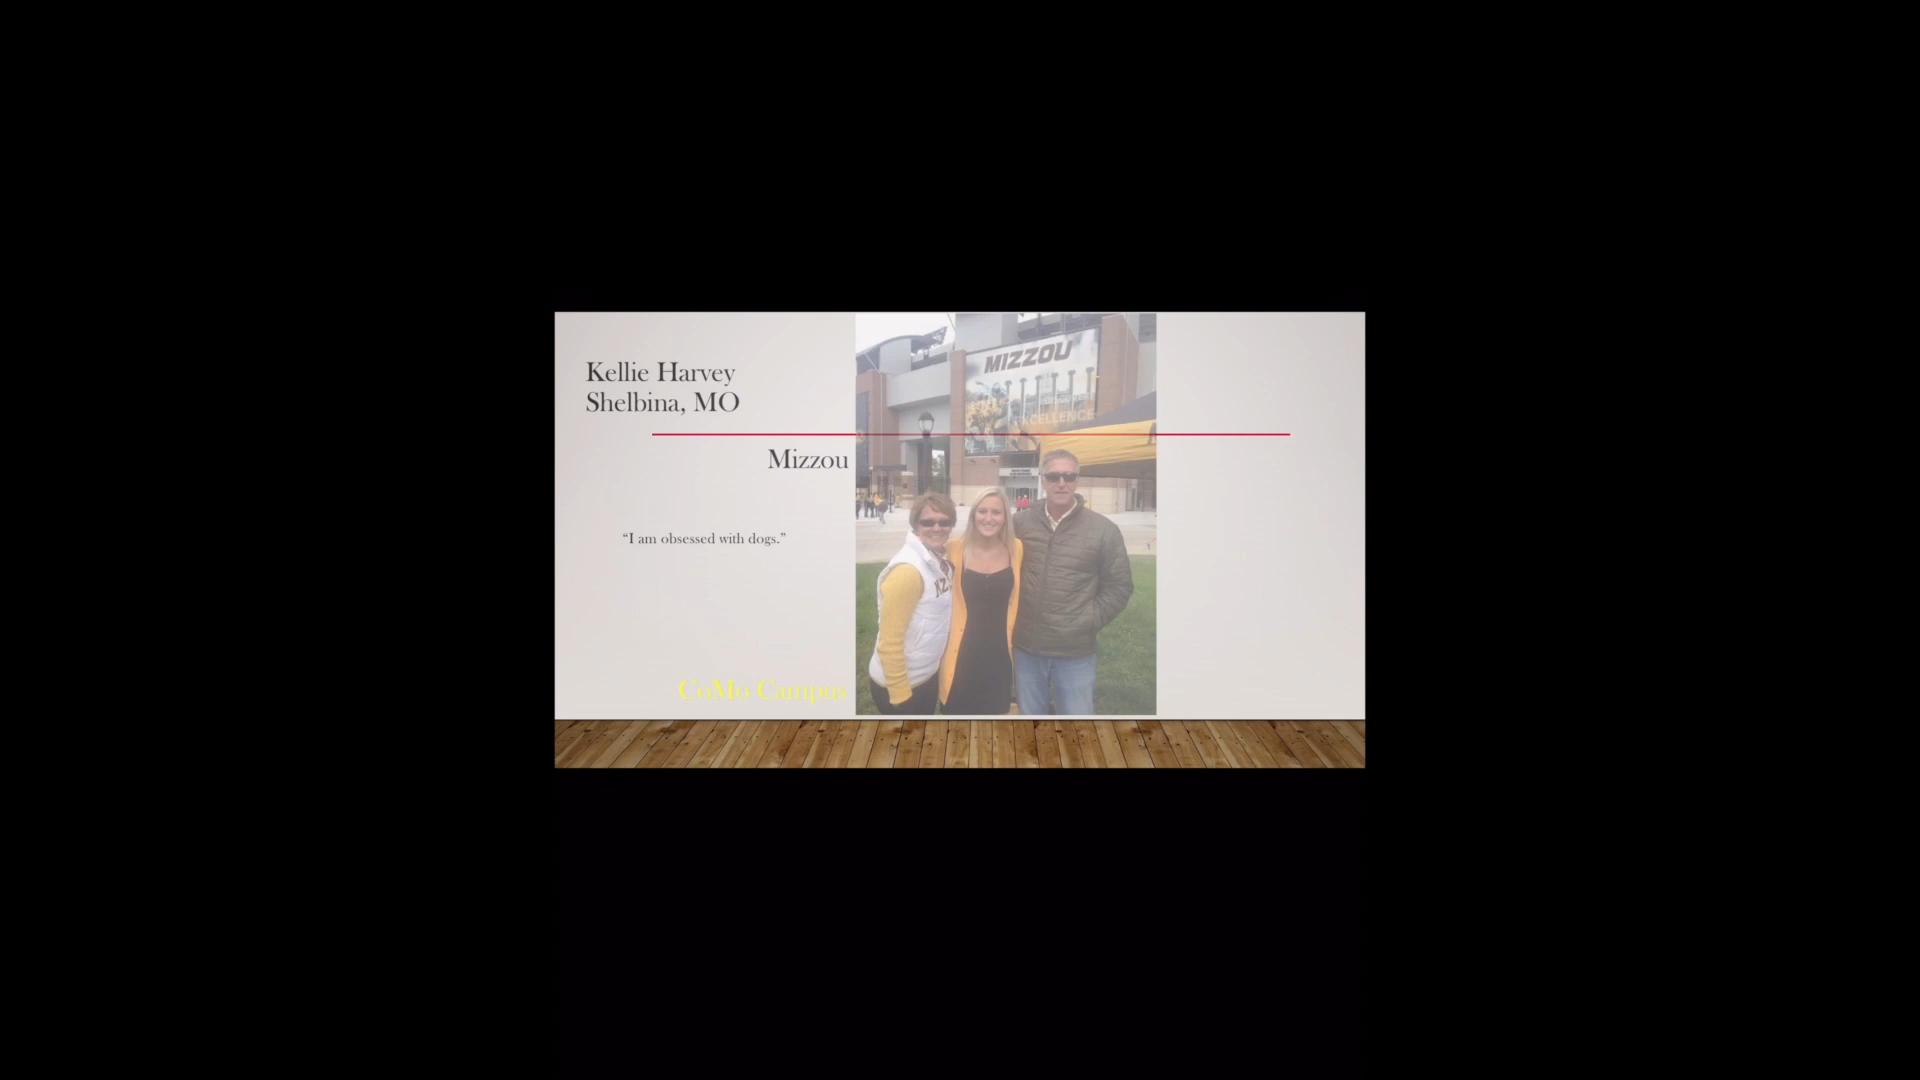 Kellie Harvey
Shelbina, MO
Mizzou
“I am obsessed with dogs.”
CoMo Campus
MIZZOU
EXCELLENCE